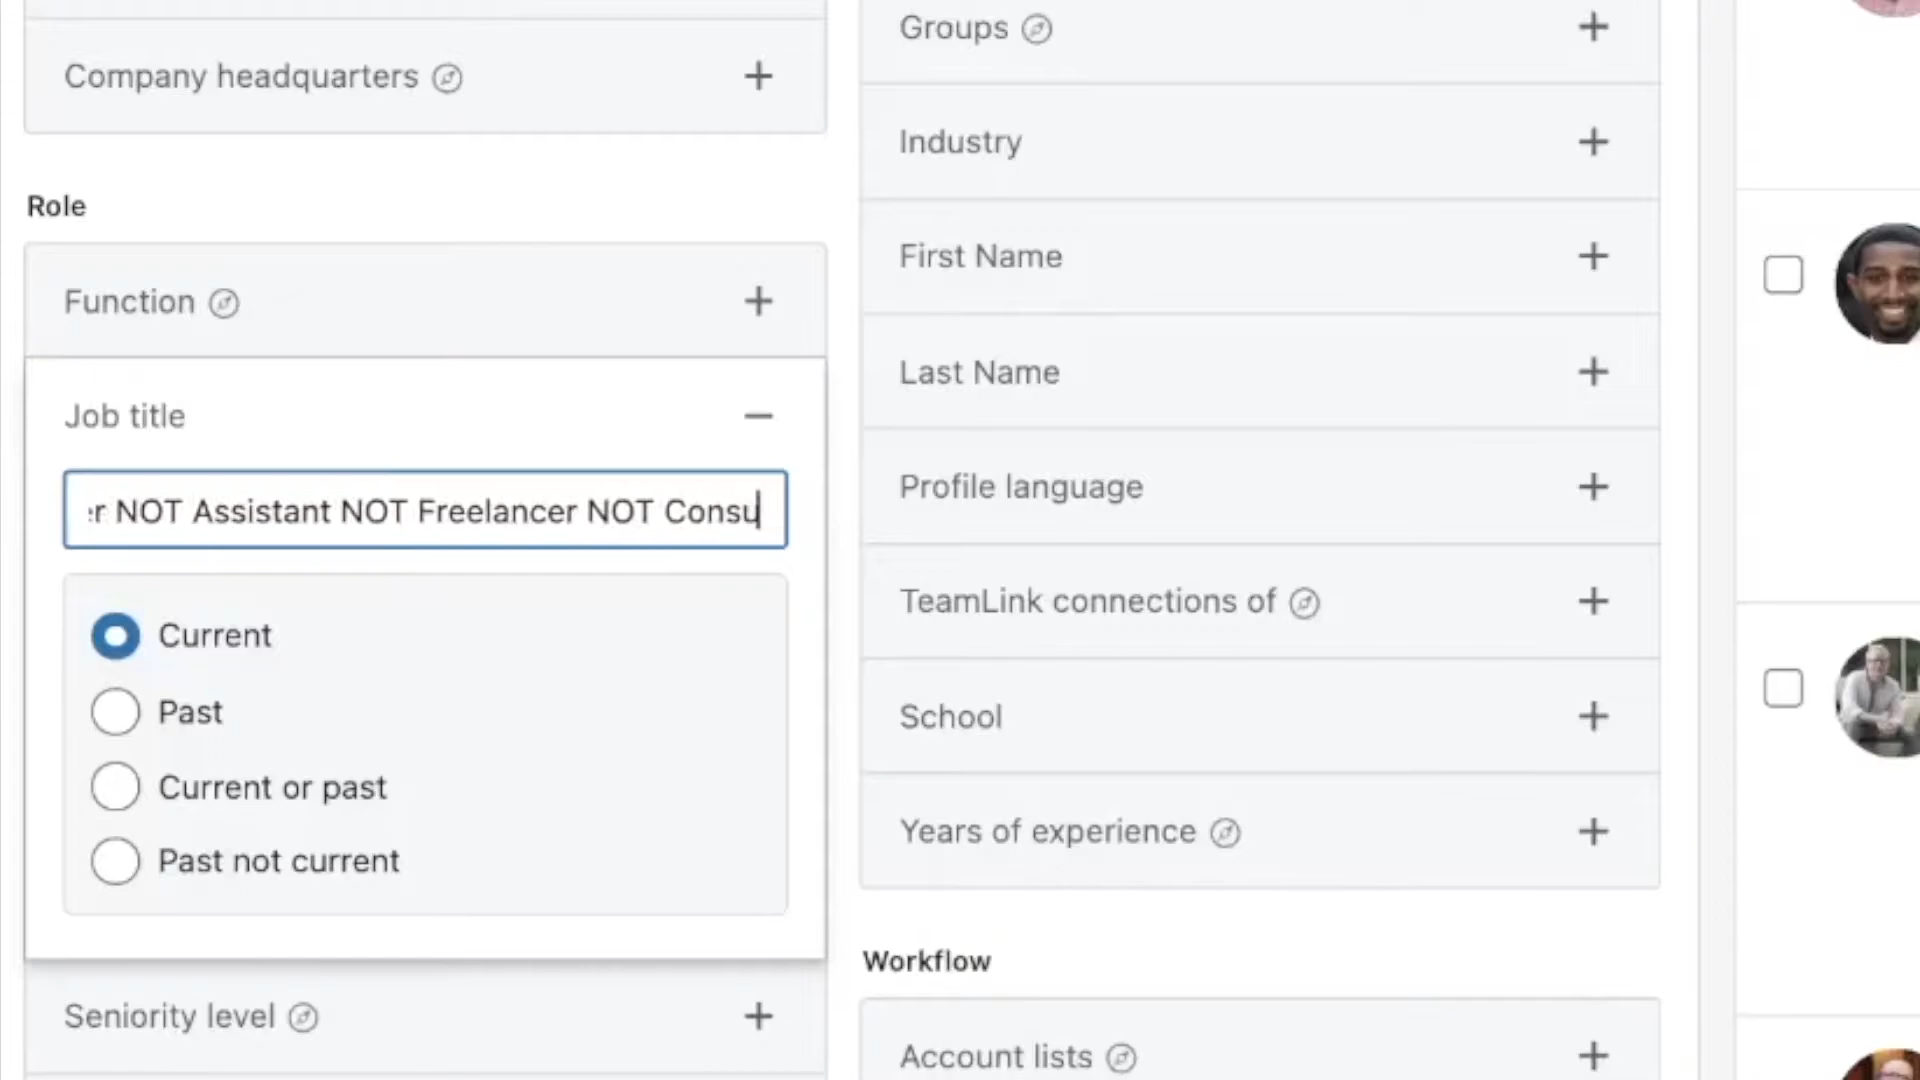 Company headquarters
Role
Function
Job title
er NOT Assistant NOT Freelancer NOT Consu
Current
Past
Current or past
Past not current
Seniority level
Groups
Industry
First Name
Last Name
Profile language
TeamLink connections of
School
Years of experience
Workflow
Account lists